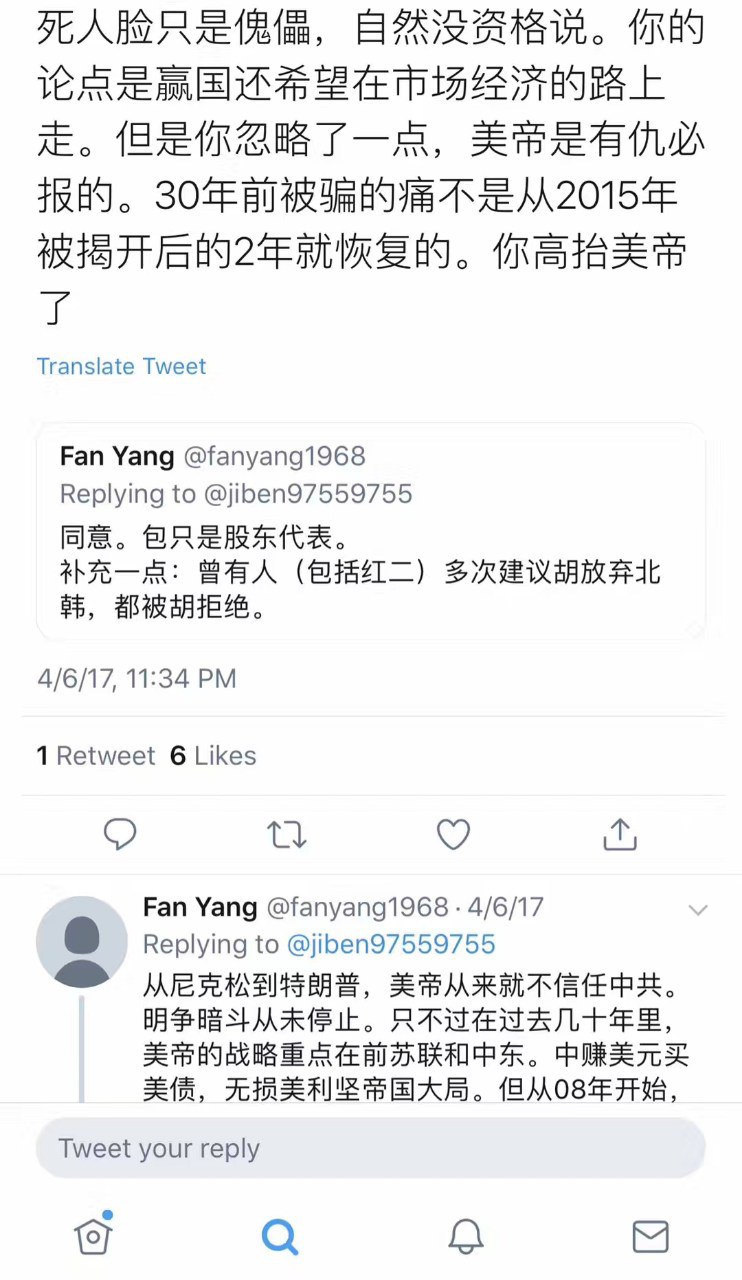 死人脸只是傀儡，自然没资格说。你的
论点是赢国还希望在市场经济的路上
走。但是你忽略了一点，美帝是有仇必
报的。30年前被骗的痛不是从2015年
被揭开后的2年就恢复的。你高抬美帝
了
Translate Tweet
Fan Yang @fanyang1968
Replying to @jiben97559755
同意。包只是股东代表。
补充一点：曾有人（包括红二）多次建议胡放弃北
韩，都被胡拒绝。
4/6/17, 11:34 PM
1 Retweet 6 Likes
Fan Yang @fanyang1968 · 4/6/17
Replying to @jiben97559755
从尼克松到特朗普，美帝从来就不信任中共。
明争暗斗从未停止。只不过在过去几十年里，
美帝的战略重点在前苏联和中东。中赚美元买
美债，无损美利坚帝国大局。但从08年开始，
Tweet your reply